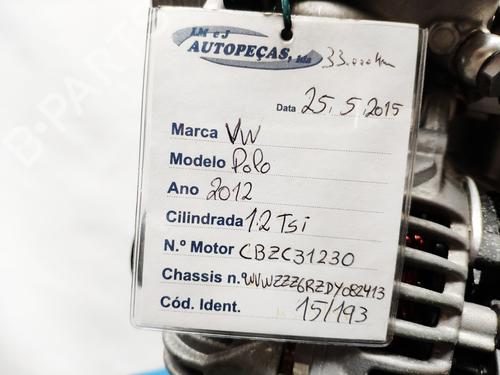 LM e J
AUTOPEÇAS, lda 33.000km
Data 25.5.2015
Marca VW
Modelo Polo
Ano 2012
Cilindrada 1.2 Tsi
N.º Motor CBZC31230
Chassis n.º WVWZZZ6RZDY082413
Cód. Ident. 15/193
B-PARTS